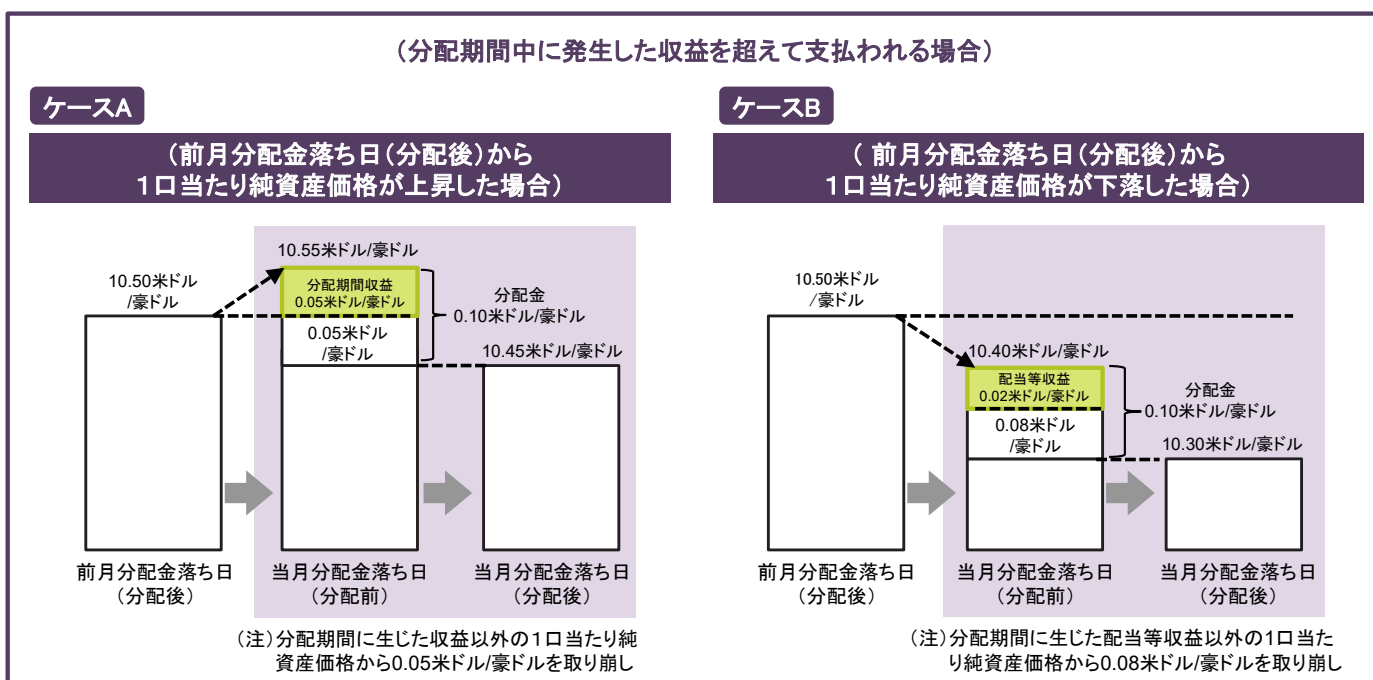 （分配期間中に発生した収益を超えて支払われる場合）
ケースA
（前月分配金落ち日（分配後）から
１口当たり純資産価格が上昇した場合）
10.50米ドル
/豪ドル
10.55米ドル/豪ドル
分配期間収益
0.05米ドル/豪ドル
0.05米ドル
/豪ドル
分配金
0.10米ドル/豪ドル
10.45米ドル/豪ドル
前月分配金落ち日
（分配後）
当月分配金落ち日
（分配前）
当月分配金落ち日
（分配後）
（注）分配期間に生じた収益以外の１口当たり純
資産価格から0.05米ドル/豪ドルを取り崩し
ケースB
（ 前月分配金落ち日（分配後）から
１口当たり純資産価格が下落した場合）
10.50米ドル
/豪ドル
10.40米ドル/豪ドル
配当等収益
0.02米ドル/豪ドル
0.08米ドル
/豪ドル
分配金
0.10米ドル/豪ドル
10.30米ドル/豪ドル
前月分配金落ち日
（分配後）
当月分配金落ち日
（分配前）
当月分配金落ち日
（分配後）
（注）分配期間に生じた配当等収益以外の1口当た
り純資産価格から0.08米ドル/豪ドルを取り崩し